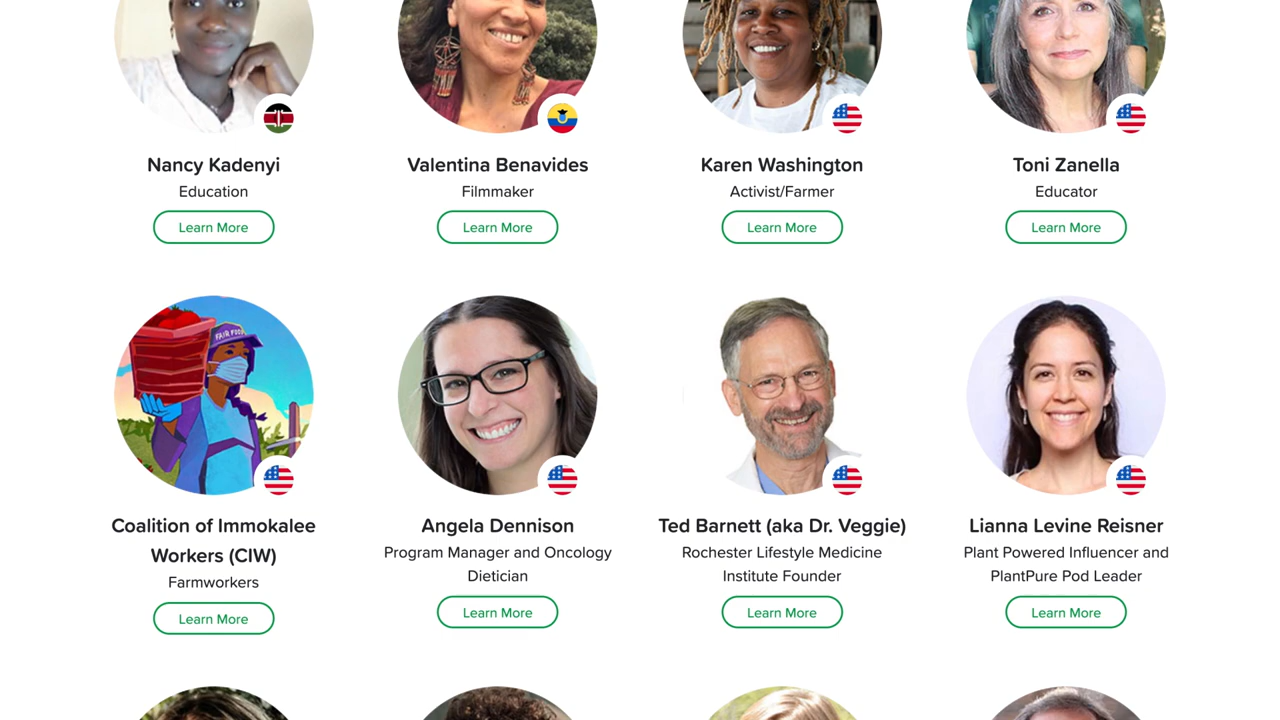 Nancy Kadenyi
Education
Learn More
Valentina Benavides
Filmmaker
Learn More
Karen Washington
Activist/Farmer
Learn More
Toni Zanella
Educator
Learn More
FAIR FOOD
Coalition of Immokalee
Workers (CIW)
Farmworkers
Learn More
Angela Dennison
Program Manager and Oncology
Dietician
Learn More
Ted Barnett (aka Dr. Veggie)
Rochester Lifestyle Medicine
Institute Founder
Learn More
Lianna Levine Reisner
Plant Powered Influencer and
PlantPure Pod Leader
Learn More